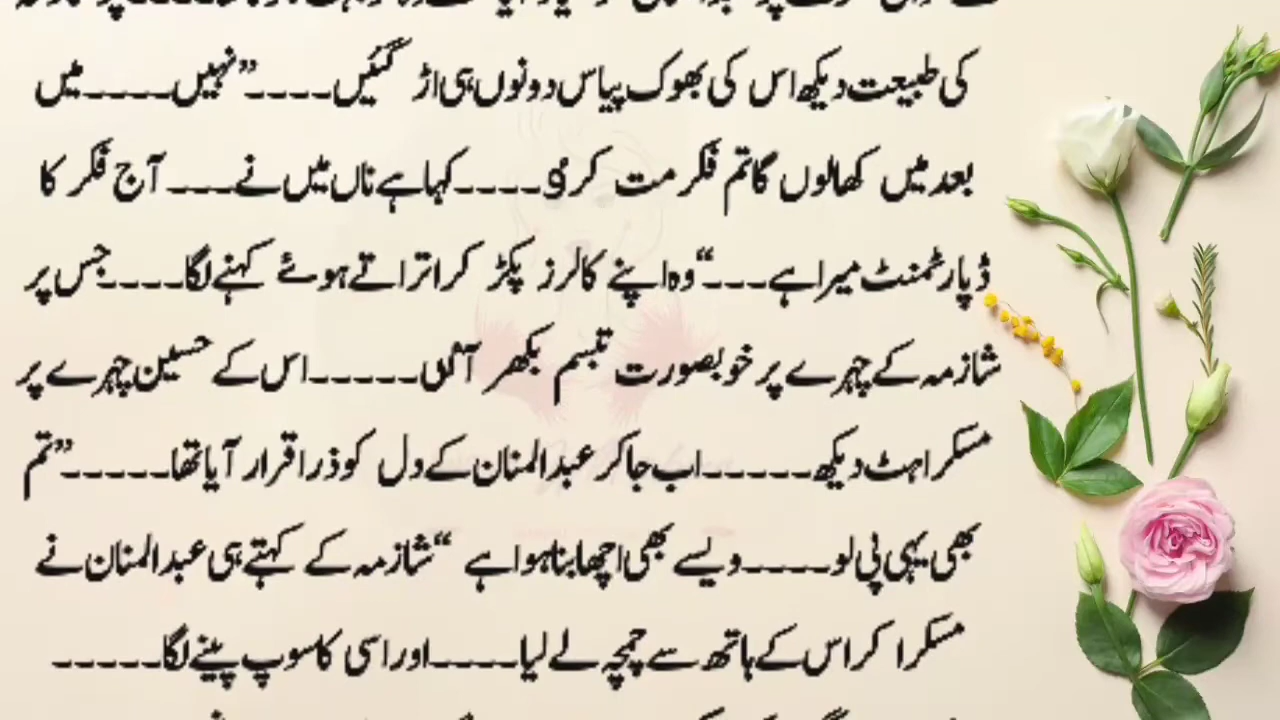 کی طبیعت دیکھ اس کی بھوک پیاس دونوں ہی اڑ گئیں۔۔۔۔”نہیں۔۔۔۔میں
بعد میں کھالوں گا تم فکر مت کرو۔۔۔۔کہا ہے ناں میں نے۔۔۔ آج فکر کا
ڈپارٹمنٹ میرا ہے۔۔۔“وہ اپنے کالرز پکڑ کر اتراتے ہوئے کہنے لگا۔۔۔۔جس پر
شازمہ کے چہرے پر خوبصورت تبسم بکھر آئی۔۔۔۔۔اس کے حسین چہرے پر
مسکراہٹ دیکھ۔۔۔۔۔اب جا کر عبدالمنان کے دل کو ذرا قرار آیا تھا۔۔۔۔۔”تم
بھی یہی پی لو۔۔۔۔ویسے بھی اچھا بنا ہوا ہے “شازمہ کے کہتے ہی عبدالمنان نے
مسکرا کر اس کے ہاتھ سے چمچہ لے لیا۔۔۔۔اور اسی کا سوپ پینے لگا۔۔۔۔۔